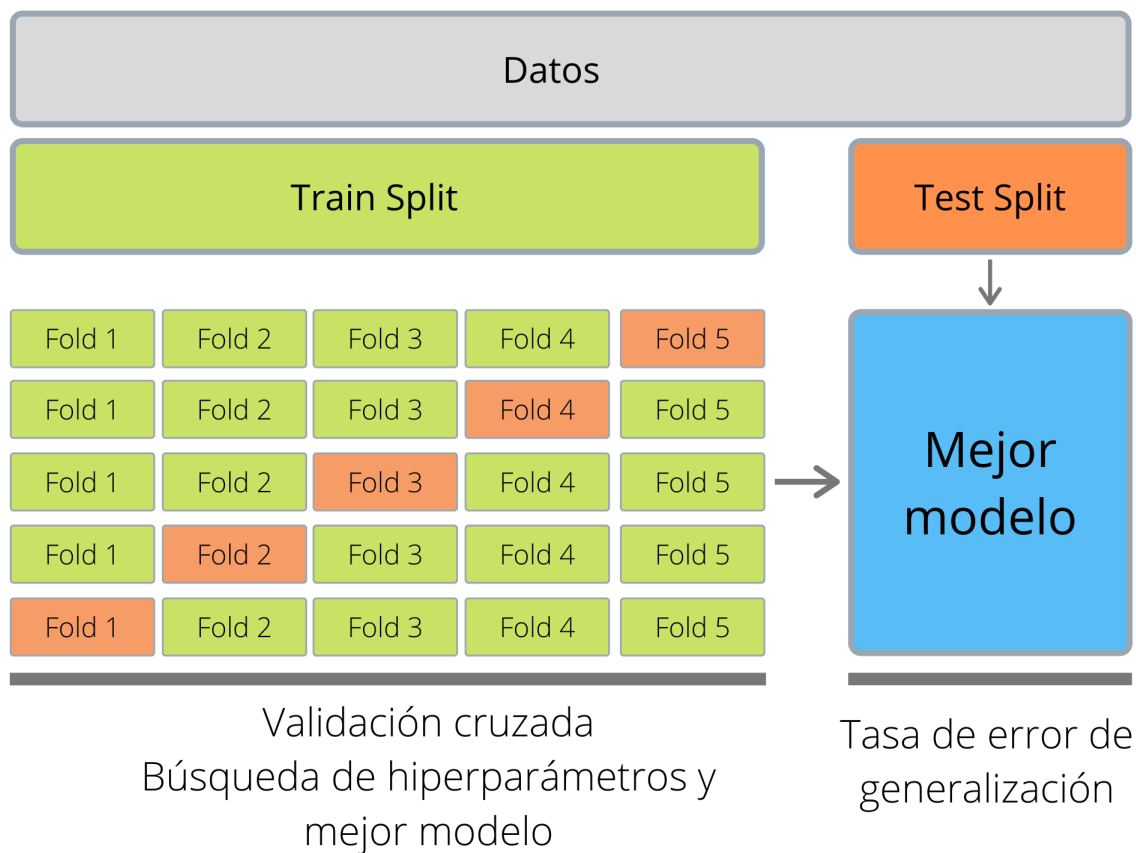 Datos
Train Split
Test Split
Fold 1 Fold 2 Fold 3 Fold 4 Fold 5
Fold 1 Fold 2 Fold 3 Fold 4 Fold 5
Fold 1 Fold 2 Fold 3 Fold 4 Fold 5
Fold 1 Fold 2 Fold 3 Fold 4 Fold 5
Fold 1 Fold 2 Fold 3 Fold 4 Fold 5
Mejor
modelo
Validación cruzada
Búsqueda de hiperparámetros y
mejor modelo
Tasa de error de
generalización